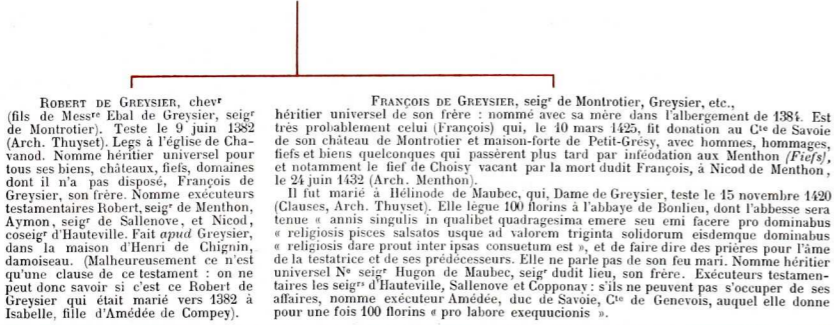 ROBERT DE GREYSIER, chevʳ
(fils de Messʳᵉ Ebal de Greysier, seigʳ
de Montrotier). Teste le 9 juin 1382
(Arch. Thuyset). Legs à l'église de Cha-
vanod. Nomme héritier universel pour
tous ses biens, châteaux, fiefs, domaines
dont il n'a pas disposé, François de
Greysier, son frère. Nomme exécuteurs
testamentaires Robert, seigʳ de Menthon,
Aymon, seigʳ de Sallenove, et Nicod,
coseigʳ d'Hauteville. Fait apud Greysier,
dans la maison d'Henri de Chignin,
damoiseau. (Malheureusement ce n'est
qu'une clause de ce testament : on ne
peut donc savoir si c'est ce Robert de
Greysier qui était marié vers 1382 à
Isabelle, fille d'Amédée de Compey).
FRANÇOIS DE GREYSIER, seigʳ de Montrotier, Greysier, etc.,
héritier universel de son frère : nommé avec sa mère dans l'albergement de 1384. Est
très probablement celui (François) qui, le 10 mars 1425, fit donation au Cᵗᵉ de Savoie
de son château de Montrotier et maison-forte de Petit-Grésy, avec hommes, hommages,
fiefs et biens quelconques qui passèrent plus tard par inféodation aux Menthon (Fiefs),
et notamment le fief de Choisy vacant par la mort dudit François, à Nicod de Menthon,
le 24 juin 1432 (Arch. Menthon).
Il fut marié à Hélinode de Maubec, qui, Dame de Greysier, teste le 15 novembre 1420
(Clauses, Arch. Thuyset). Elle lègue 100 florins à l'abbaye de Bonlieu, dont l'abbesse sera
tenue « annis singulis in qualibet quadragesima emere seu emi facere pro dominabus
« religiosis pisces salsatos usque ad valorem triginta solidorum eisdemque dominabus
« religiosis dare prout inter ipsas consuetum est », et de faire dire des prières pour l'âme
de la testatrice et de ses prédécesseurs. Elle ne parle pas de son feu mari. Nomme héritier
universel Nᵉ seigʳ Hugon de Maubec, seigʳ dudit lieu, son frère. Exécuteurs testamen-
taires les seigʳˢ d'Hauteville, Sallenove et Copponay : s'ils ne peuvent pas s'occuper de ses
affaires, nomme exécuteur Amédée, duc de Savoie, Cᵗᵉ de Genevois, auquel elle donne
pour une fois 100 florins « pro labore exequucionis ».